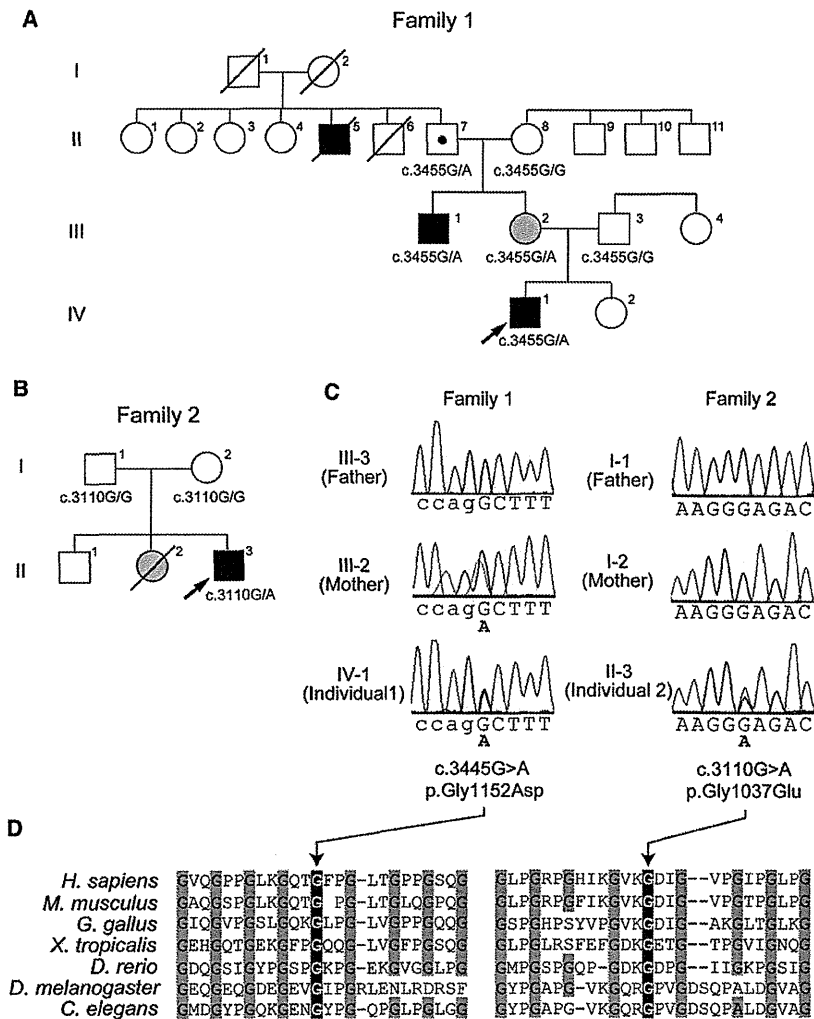 A
Family 1
I
1 2
II
1 2 3 4 5 6 7 8 9 10 11
c.3455G/A c.3455G/G
III
1 2 3 4
c.3455G/A c.3455G/A c.3455G/G
IV
1 2
c.3455G/A
B
Family 2
I
1 2
c.3110G/G c.3110G/G
II
1 2 3
c.3110G/A
C
Family 1 Family 2
III-3
(Father)
ccagGCTTT
I-1
(Father)
AAGGGAGAC
III-2
(Mother)
ccagGCTTT
A
I-2
(Mother)
AAGGGAGAC
IV-1
(Individual1)
ccagGCTTT
A
II-3
(Individual 2)
AAGGGAGAC
A
c.3445G>A
p.Gly1152Asp
c.3110G>A
p.Gly1037Glu
D
H. sapiens GVQGPPGLKGQTGFPG-LTGPPGSQG GLPGRPGHIKGVKGDIG--VPGIPGLPG
M. musculus GAQGSPGLKGQTG PG-LTGLQGPQG GLPGRPGFIKGVKGDIG--VPGTPGLPG
G. gallus GIQGVPGSLGQKGLPG-LVGPPGQQG GSPGHPSYVPGVKGDIG--AKGLTGLKG
X. tropicalis GEHGQTGEKGFPGQQG-LVGFPGSQG GLPGLRSFEFGDKGETG--TPGVIGNQG
D. rerio GDQGSIGYPGSPGKPG-EKGVGGLPG GMPGSPGQP-GDKGDPG--IIGKPGSIG
D. melanogaster GEQGEQGDEGEVGIPGRLENLRDRSF GYPGAPG-VKGQRGPVGDSQPALDGVAG
C. elegans GMDGYPGQKGENGYPG-QPGLPGLGG GYPGAPG-VKGQRGPVGDSQPALDGVAG